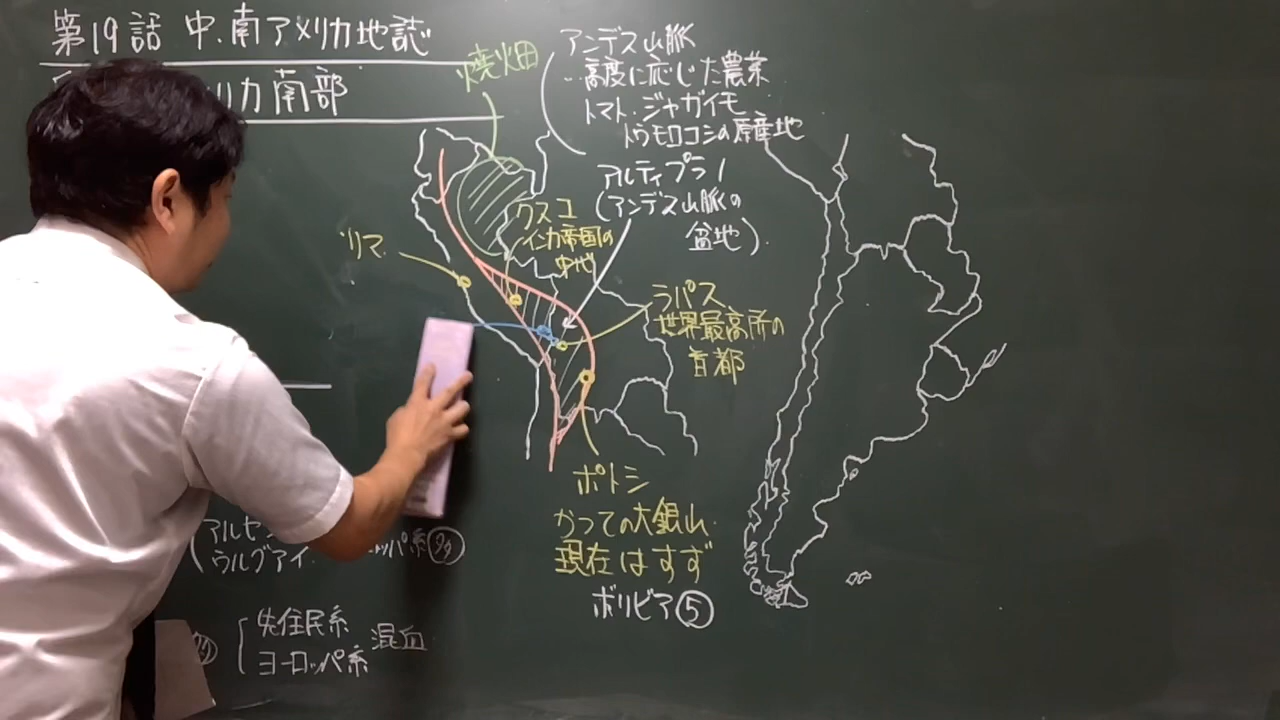 第19話 中、南アメリカ地誌
リカ南部
焼畑
アンデス山脈
…高度に応じた農業
トマト、ジャガイモ
トウモロコシの原産地
アルティプラノ
(アンデス山脈の
盆地)
クスコ
インカ帝国の
中心
リマ
ラパス
世界最高所の
首都
ポトシ
かつての大銀山
現在はすず
ボリビア⑤
アルゼ
ウルグアイ
ッパ系多
多
先住民系
ヨーロッパ系
混血